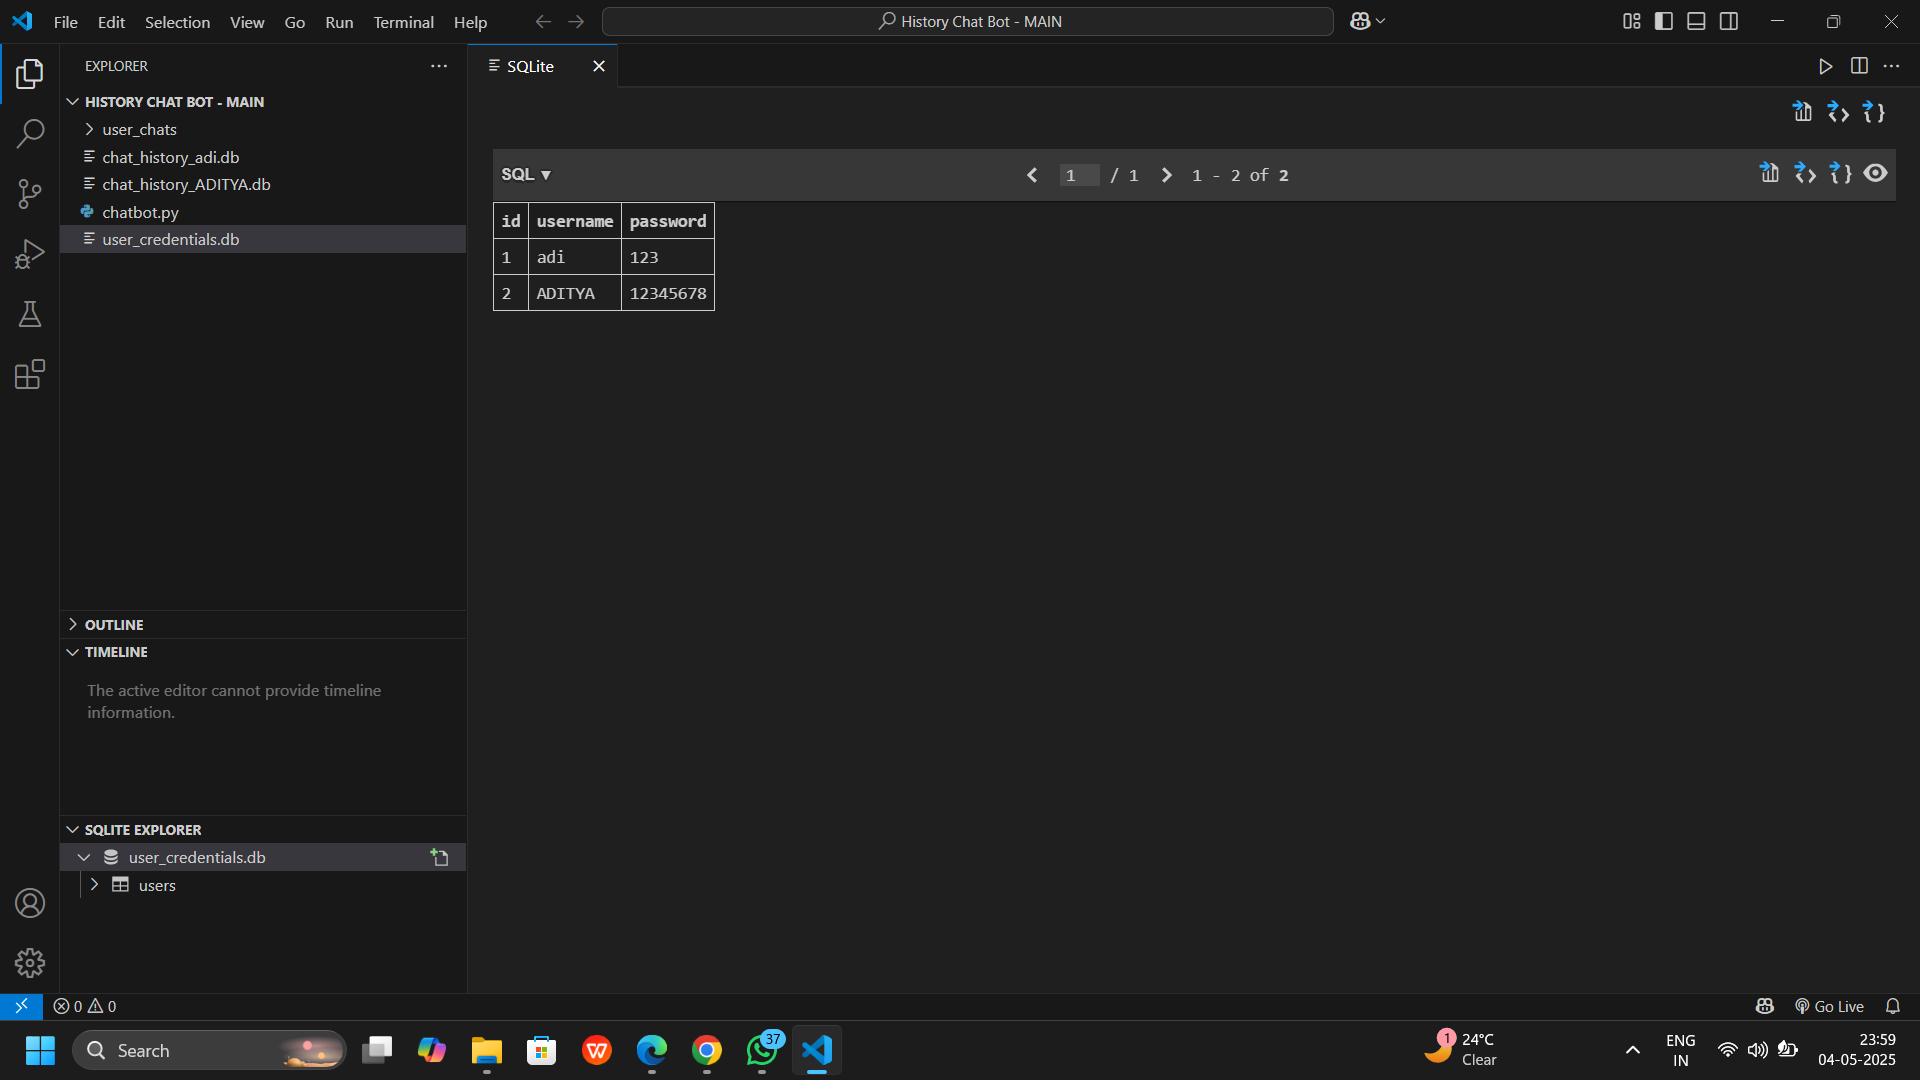 File Edit Selection View Go Run Terminal Help
History Chat Bot - MAIN
EXPLORER
SQLite
HISTORY CHAT BOT - MAIN
user_chats
chat_history_adi.db
chat_history_ADITYA.db
chatbot.py
user_credentials.db
SQL ▼ 1 / 1 1 - 2 of 2
id username password
1 adi 123
2 ADITYA 12345678
OUTLINE
TIMELINE
The active editor cannot provide timeline
information.
SQLITE EXPLORER
user_credentials.db
users
0 0
Go Live
Search
37
1
24°C
Clear
ENG
IN
23:59
04-05-2025